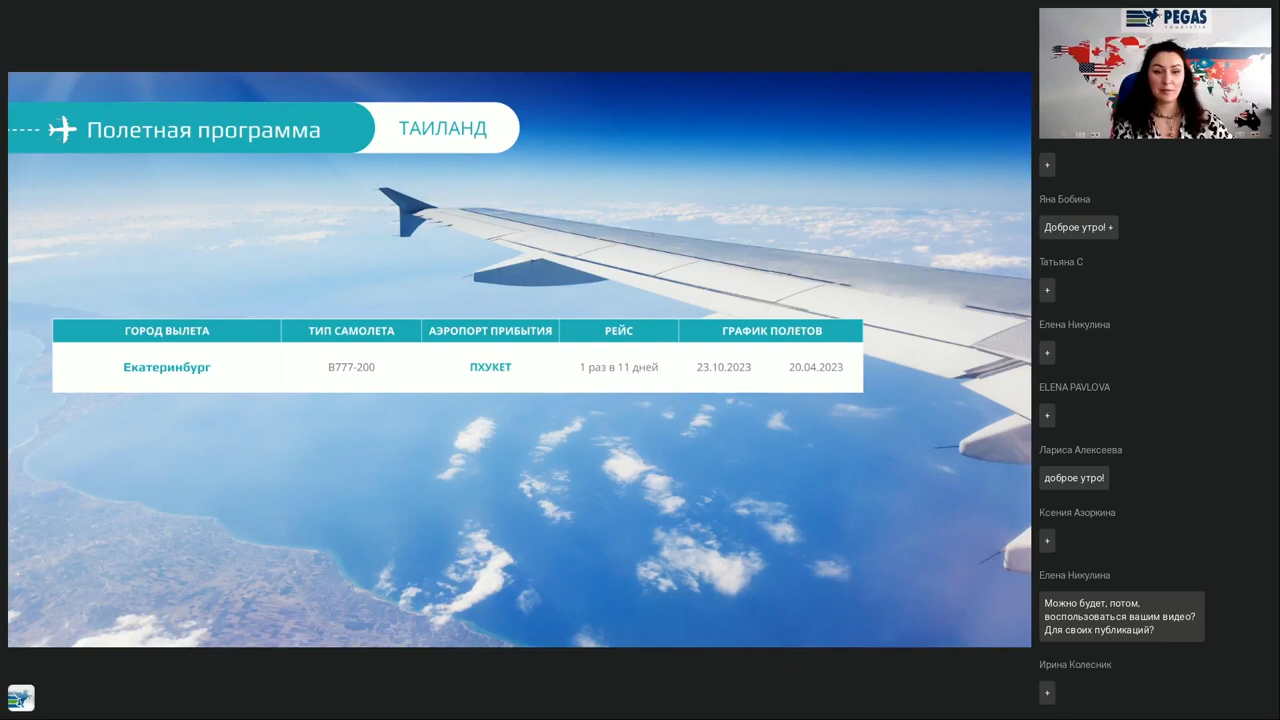 Полетная программа
ТАИЛАНД
ГОРОД ВЫЛЕТА
ТИП САМОЛЕТА
АЭРОПОРТ ПРИБЫТИЯ
РЕЙС
ГРАФИК ПОЛЕТОВ
Екатеринбург
B777-200
ПХУКЕТ
1 раз в 11 дней
23.10.2023
20.04.2023
PEGAS
TOURISTIK
+
Яна Бобина
Доброе утро! +
Татьяна С
+
Елена Никулина
+
ELENA PAVLOVA
+
Лариса Алексеева
доброе утро!
Ксения Азоркина
+
Елена Никулина
Можно будет, потом,
воспользоваться вашим видео?
Для своих публикаций?
Ирина Колесник
+